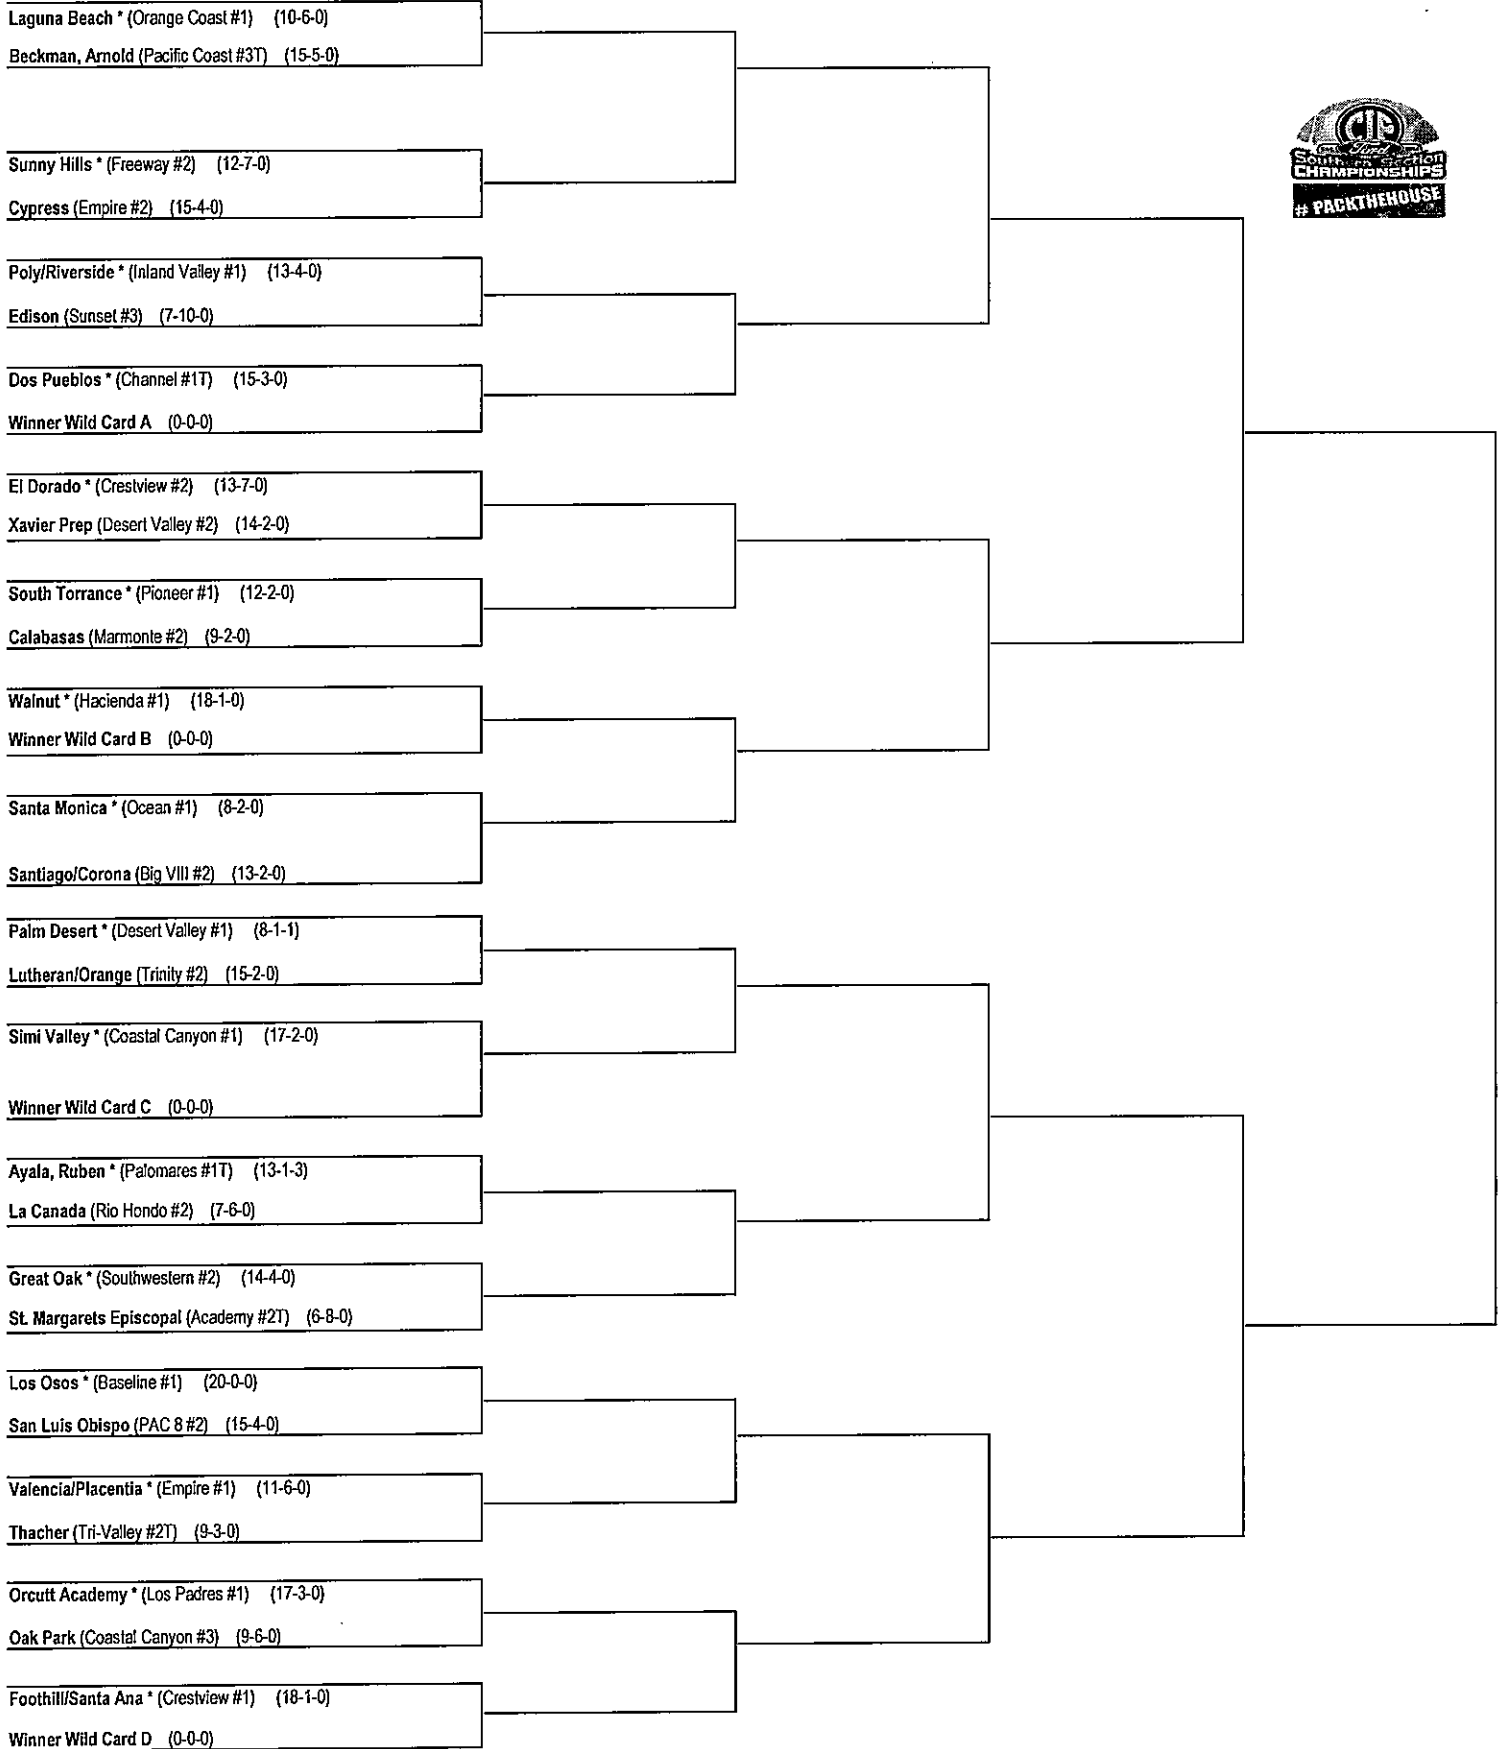 Laguna Beach * (Orange Coast #1) (10-6-0)
Beckman, Arnold (Pacific Coast #3T) (15-5-0)
Sunny Hills * (Freeway #2) (12-7-0)
Cypress (Empire #2) (15-4-0)
Poly/Riverside * (Inland Valley #1) (13-4-0)
Edison (Sunset #3) (7-10-0)
Dos Pueblos * (Channel #1T) (15-3-0)
Winner Wild Card A (0-0-0)
El Dorado * (Crestview #2) (13-7-0)
Xavier Prep (Desert Valley #2) (14-2-0)
South Torrance * (Pioneer #1) (12-2-0)
Calabasas (Marmonte #2) (9-2-0)
Walnut * (Hacienda #1) (18-1-0)
Winner Wild Card B (0-0-0)
Santa Monica * (Ocean #1) (8-2-0)
Santiago/Corona (Big VIII #2) (13-2-0)
Palm Desert * (Desert Valley #1) (8-1-1)
Lutheran/Orange (Trinity #2) (15-2-0)
Simi Valley * (Coastal Canyon #1) (17-2-0)
Winner Wild Card C (0-0-0)
Ayala, Ruben * (Palomares #1T) (13-1-3)
La Canada (Rio Hondo #2) (7-6-0)
Great Oak * (Southwestern #2) (14-4-0)
St. Margarets Episcopal (Academy #2T) (6-8-0)
Los Osos * (Baseline #1) (20-0-0)
San Luis Obispo (PAC 8 #2) (15-4-0)
Valencia/Placentia * (Empire #1) (11-6-0)
Thacher (Tri-Valley #2T) (9-3-0)
Orcutt Academy * (Los Padres #1) (17-3-0)
Oak Park (Coastal Canyon #3) (9-6-0)
Foothill/Santa Ana * (Crestview #1) (18-1-0)
Winner Wild Card D (0-0-0)
CIF
Ford
Southern Section
CHAMPIONSHIPS
# PACKTHEHOUSE